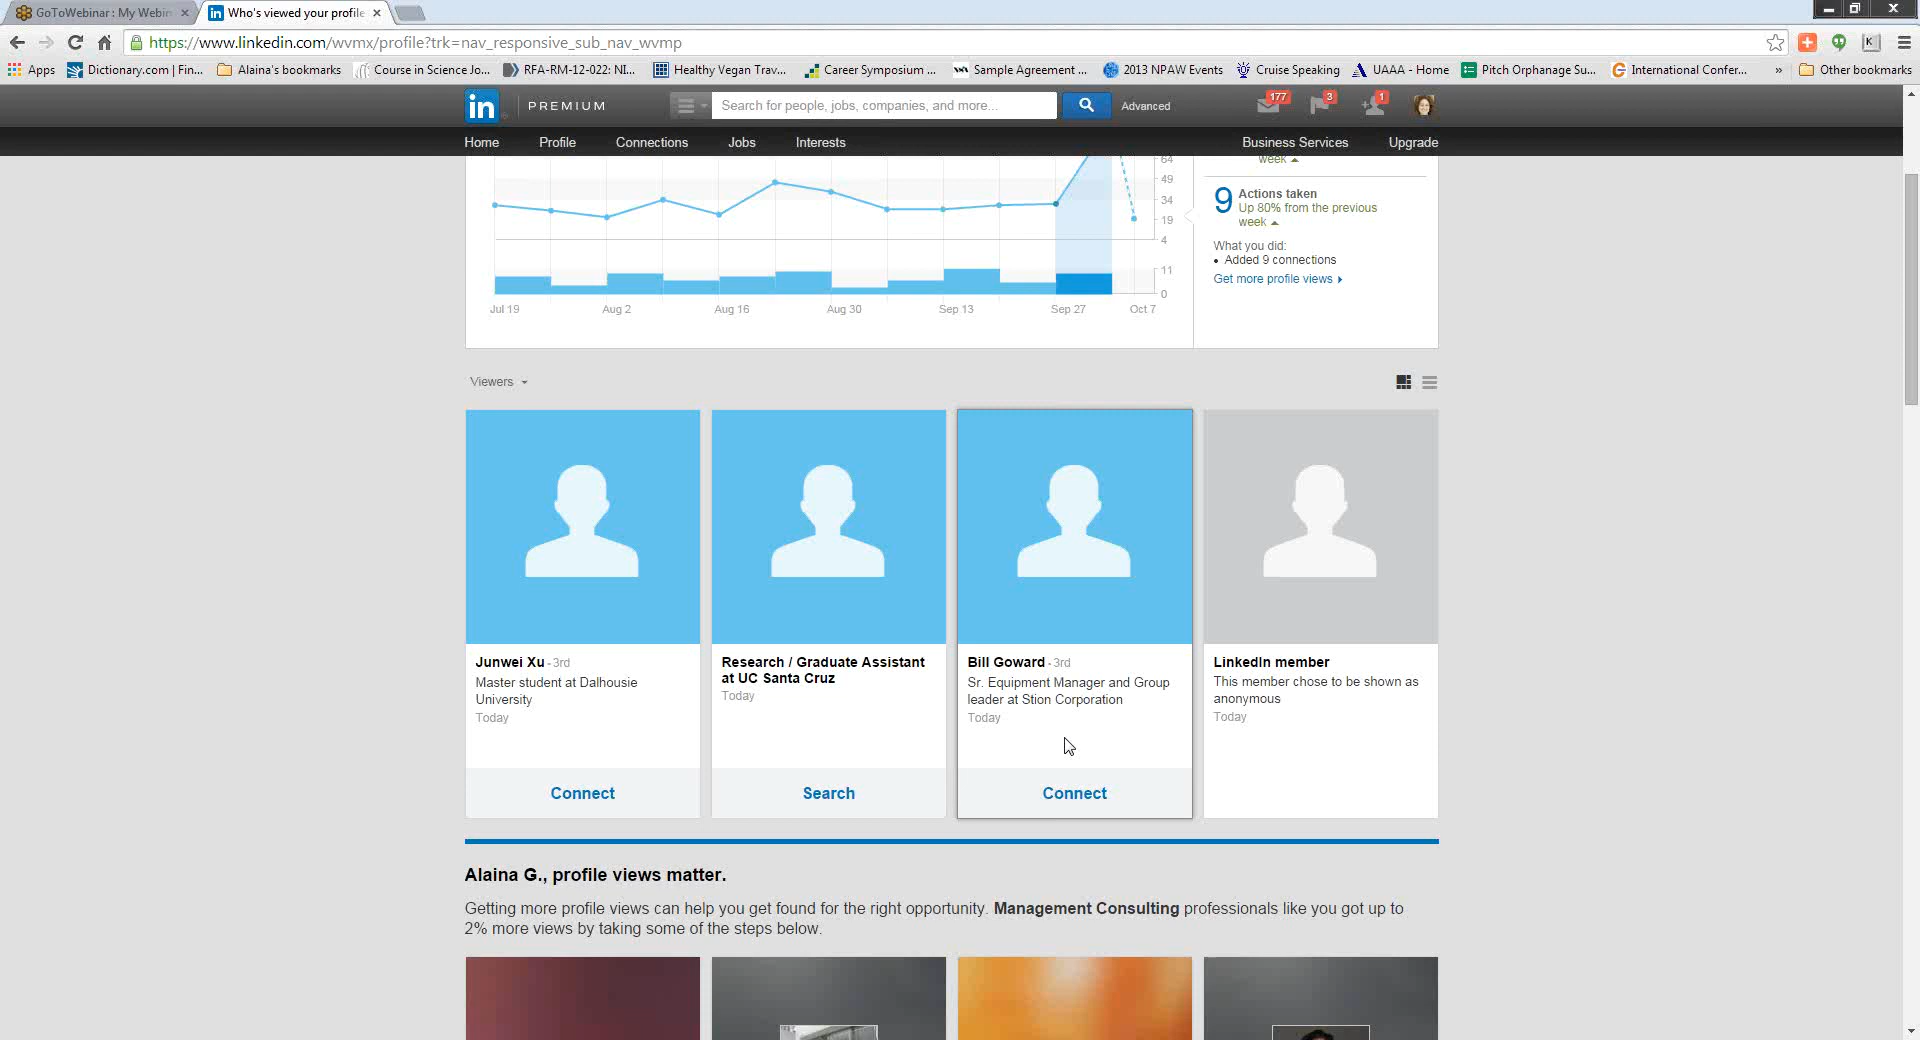 GoToWebinar : My Webin
Who's viewed your profile
https://www.linkedin.com/wvmx/profile?trk=nav_responsive_sub_nav_wvmp
Apps
Dictionary.com | Fin...
Alaina's bookmarks
Course in Science Jo...
RFA-RM-12-022: NI...
Healthy Vegan Trav...
Career Symposium ...
Sample Agreement ...
2013 NPAW Events
Cruise Speaking
UAAA - Home
Pitch Orphanage Su...
International Confer...
»
Other bookmarks
in PREMIUM
Search for people, jobs, companies, and more...
Advanced
177
3
1
Home
Profile
Connections
Jobs
Interests
Business Services
Upgrade
64
49
34
19
4
11
0
Jul 19
Aug 2
Aug 16
Aug 30
Sep 13
Sep 27
Oct 7
week
9 Actions taken
Up 80% from the previous
week
What you did:
• Added 9 connections
Get more profile views
Viewers
Junwei Xu - 3rd
Master student at Dalhousie
University
Today
Connect
Research / Graduate Assistant
at UC Santa Cruz
Today
Search
Bill Goward - 3rd
Sr. Equipment Manager and Group
leader at Stion Corporation
Today
Connect
LinkedIn member
This member chose to be shown as
anonymous
Today
Alaina G., profile views matter.
Getting more profile views can help you get found for the right opportunity. Management Consulting professionals like you got up to
2% more views by taking some of the steps below.